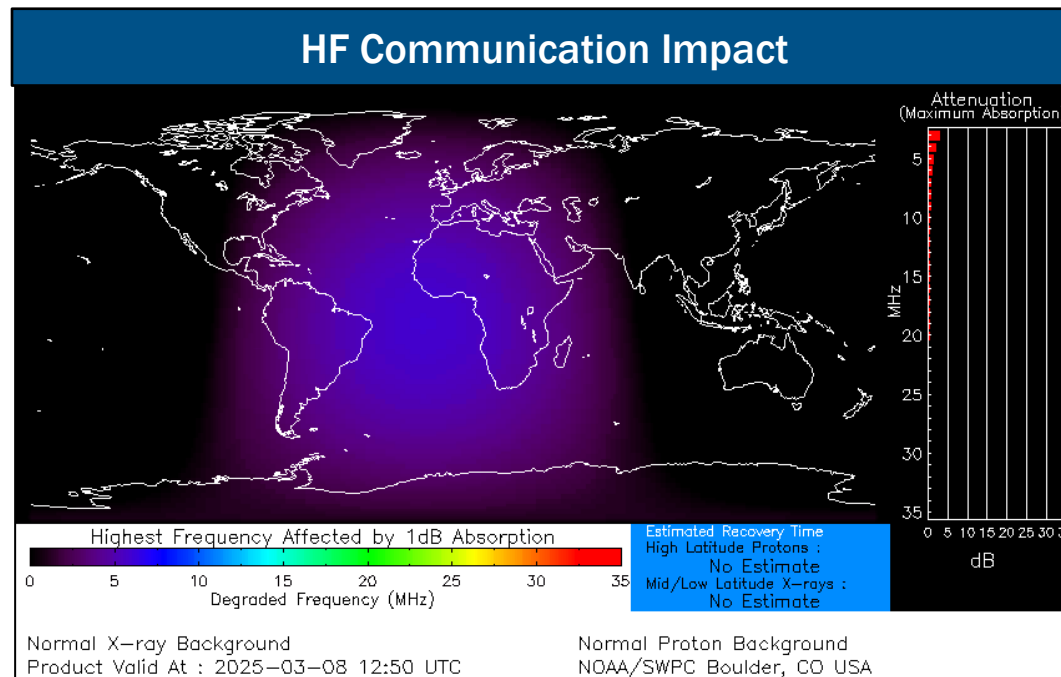 HF Communication Impact
Attenuation
(Maximum Absorption
5
10
15
20
25
30
35
MHz
0 5 10 15 20 25 30 3
dB
Highest Frequency Affected by 1dB Absorption
0 5 10 15 20 25 30 35
Degraded Frequency (MHz)
Estimated Recovery Time
High Latitude Protons :
No Estimate
Mid/Low Latitude X-rays :
No Estimate
Normal X-ray Background
Normal Proton Background
Product Valid At : 2025-03-08 12:50 UTC
NOAA/SWPC Boulder, CO USA